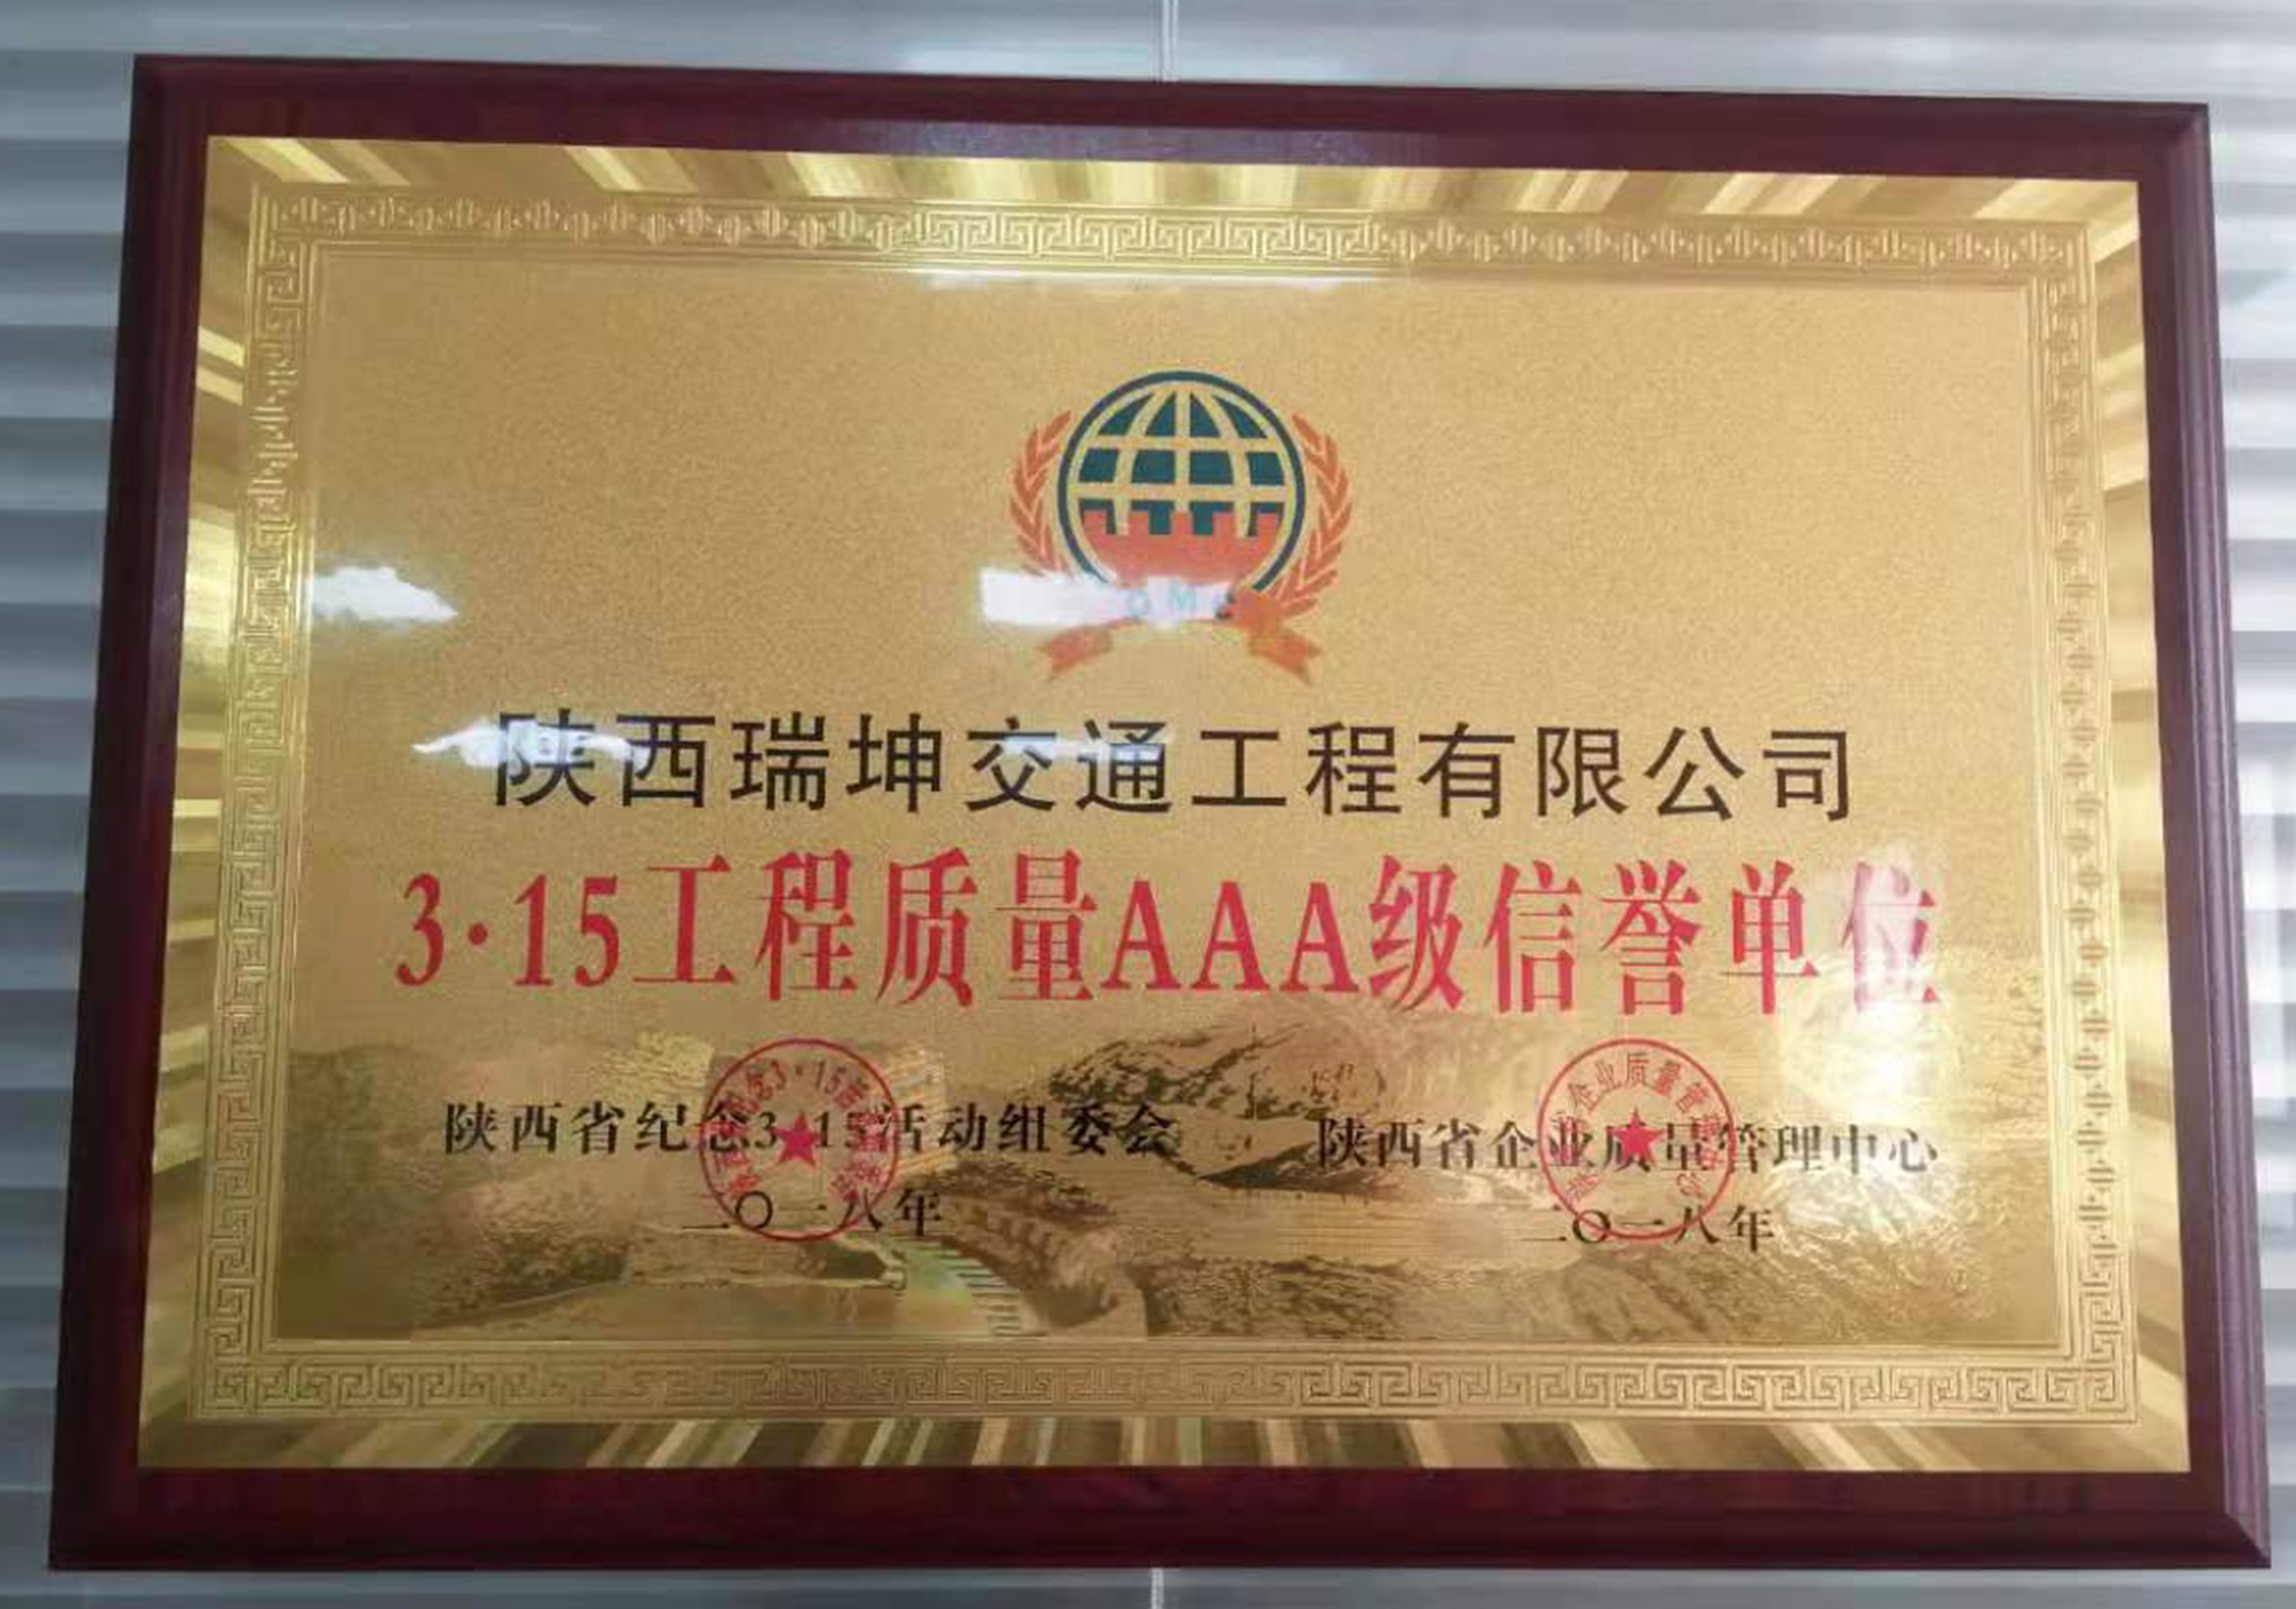 陕西瑞坤交通工程有限公司
3·15工程质量AAA级信誉单位
陕西省纪念3·15活动组委会
陕西省企业质量管理中心
二〇一八年
二〇一八年